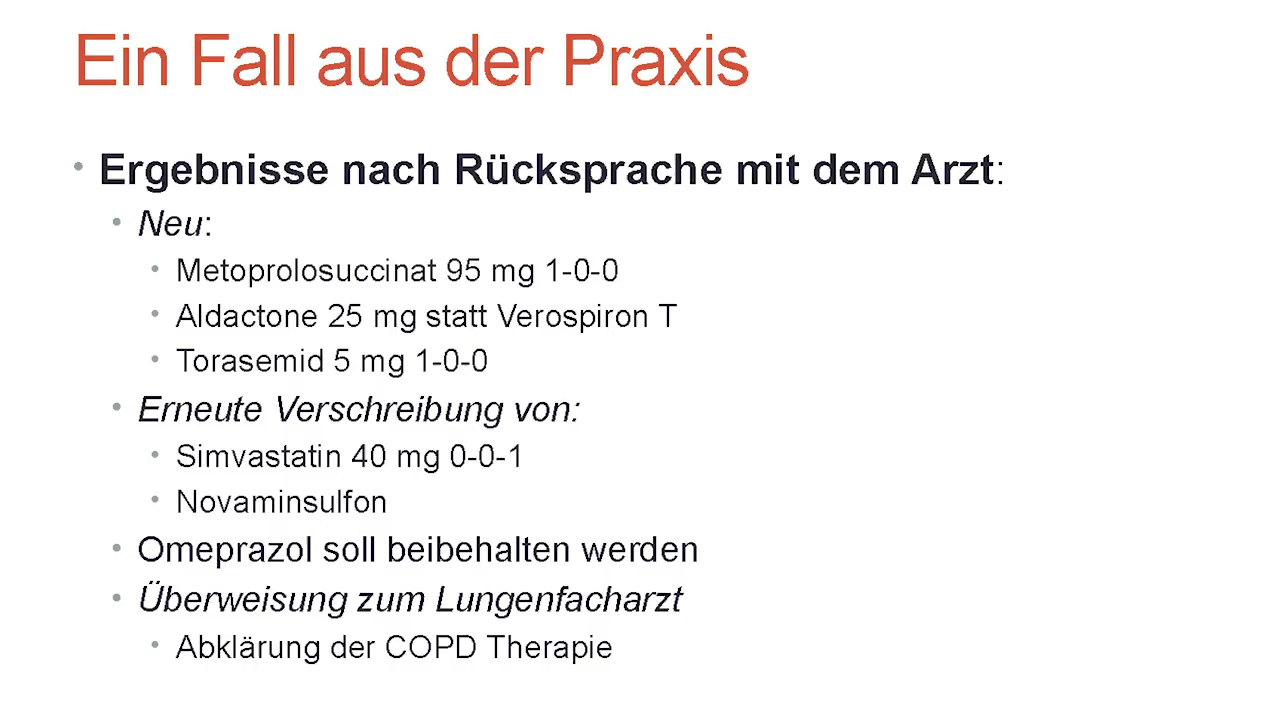 Ein Fall aus der Praxis
• Ergebnisse nach Rücksprache mit dem Arzt:
• Neu:
• Metoprolosuccinat 95 mg 1-0-0
• Aldactone 25 mg statt Verospiron T
• Torasemid 5 mg 1-0-0
• Erneute Verschreibung von:
• Simvastatin 40 mg 0-0-1
• Novaminsulfon
• Omeprazol soll beibehalten werden
• Überweisung zum Lungenfacharzt
• Abklärung der COPD Therapie